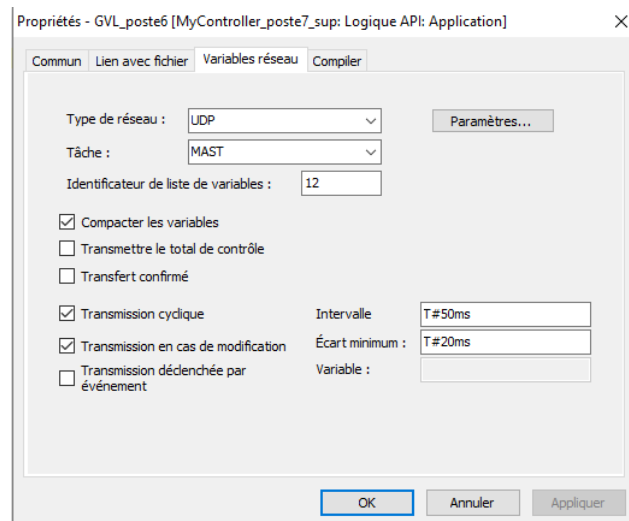 Propriétés - GVL_poste6 [MyController_poste7_sup: Logique API: Application]
Commun Lien avec fichier Variables réseau Compiler
Type de réseau : UDP Paramètres...
Tâche : MAST
Identificateur de liste de variables : 12
Compacter les variables
Transmettre le total de contrôle
Transfert confirmé
Transmission cyclique Intervalle T#50ms
Transmission en cas de modification Écart minimum : T#20ms
Transmission déclenchée par Variable :
événement
OK Annuler Appliquer